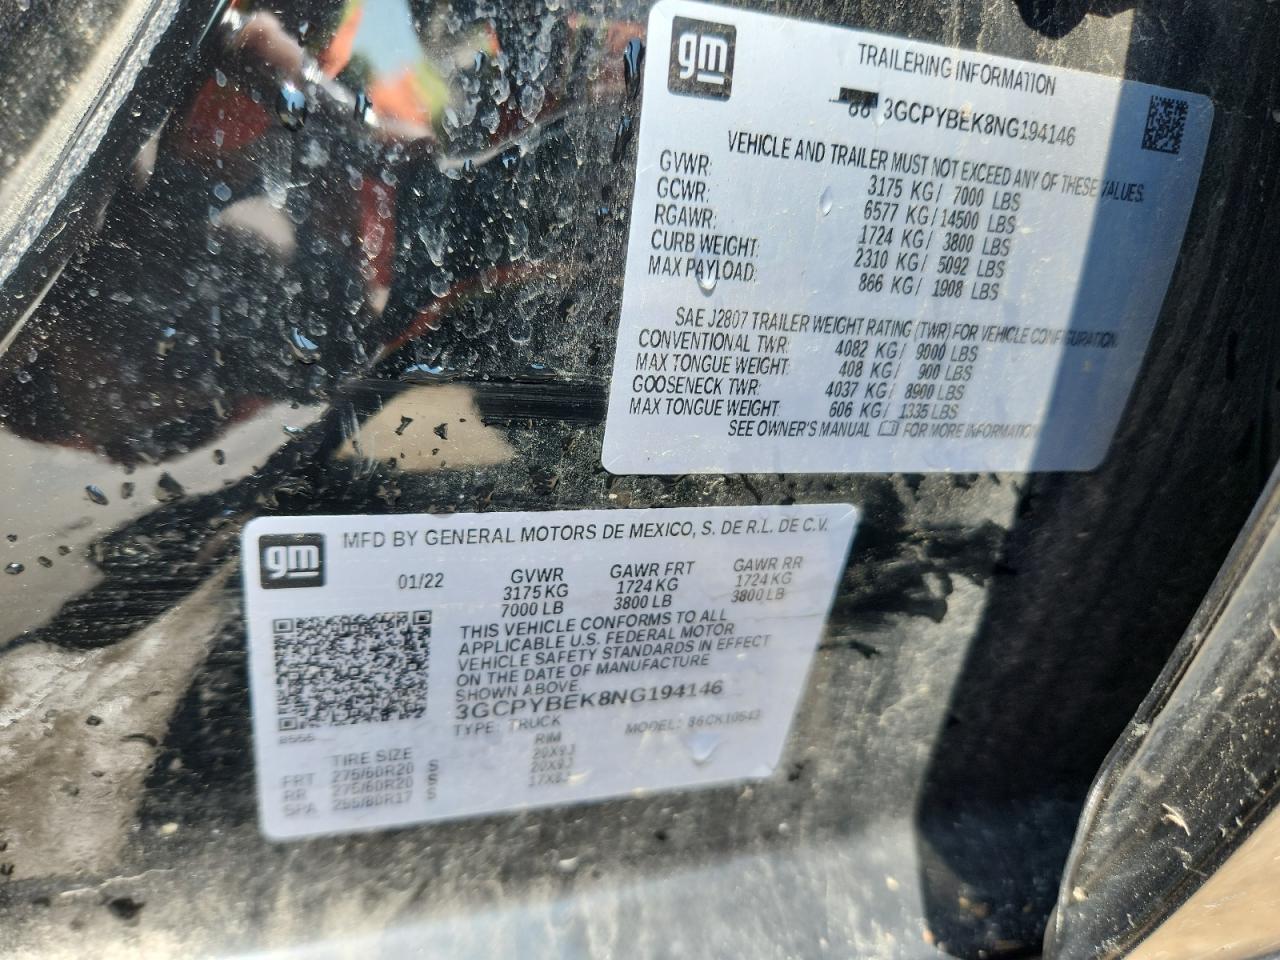 gm
TRAILERING INFORMATION
86 3GCPYBEK8NG194146
VEHICLE AND TRAILER MUST NOT EXCEED ANY OF THESE VALUES.
GVWR: 3175 KG/ 7000 LBS
GCWR: 6577 KG/14500 LBS
RGAWR: 1724 KG/ 3800 LBS
CURB WEIGHT: 2310 KG/ 5092 LBS
MAX PAYLOAD: 866 KG/ 1908 LBS
SAE J2807 TRAILER WEIGHT RATING (TWR) FOR VEHICLE CONFIGURATION
CONVENTIONAL TWR: 4082 KG/ 9000 LBS
MAX TONGUE WEIGHT: 408 KG/ 900 LBS
GOOSENECK TWR: 4037 KG/ 8900 LBS
MAX TONGUE WEIGHT: 606 KG/ 1335 LBS
SEE OWNER'S MANUAL FOR MORE INFORMATION
gm
MFD BY GENERAL MOTORS DE MEXICO, S. DE R.L. DE C.V.
01/22 GVWR GAWR FRT GAWR RR
3175 KG 1724 KG 1724 KG
7000 LB 3800 LB 3800 LB
THIS VEHICLE CONFORMS TO ALL
APPLICABLE U.S. FEDERAL MOTOR
VEHICLE SAFETY STANDARDS IN EFFECT
ON THE DATE OF MANUFACTURE
SHOWN ABOVE
3GCPYBEK8NG194146
TYPE: TRUCK MODEL: 86CK10543
TIRE SIZE RIM
FRT 275/60R20 S 20X9J
RR 275/60R20 S 20X9J
SPA 255/80R17 S 17X8J